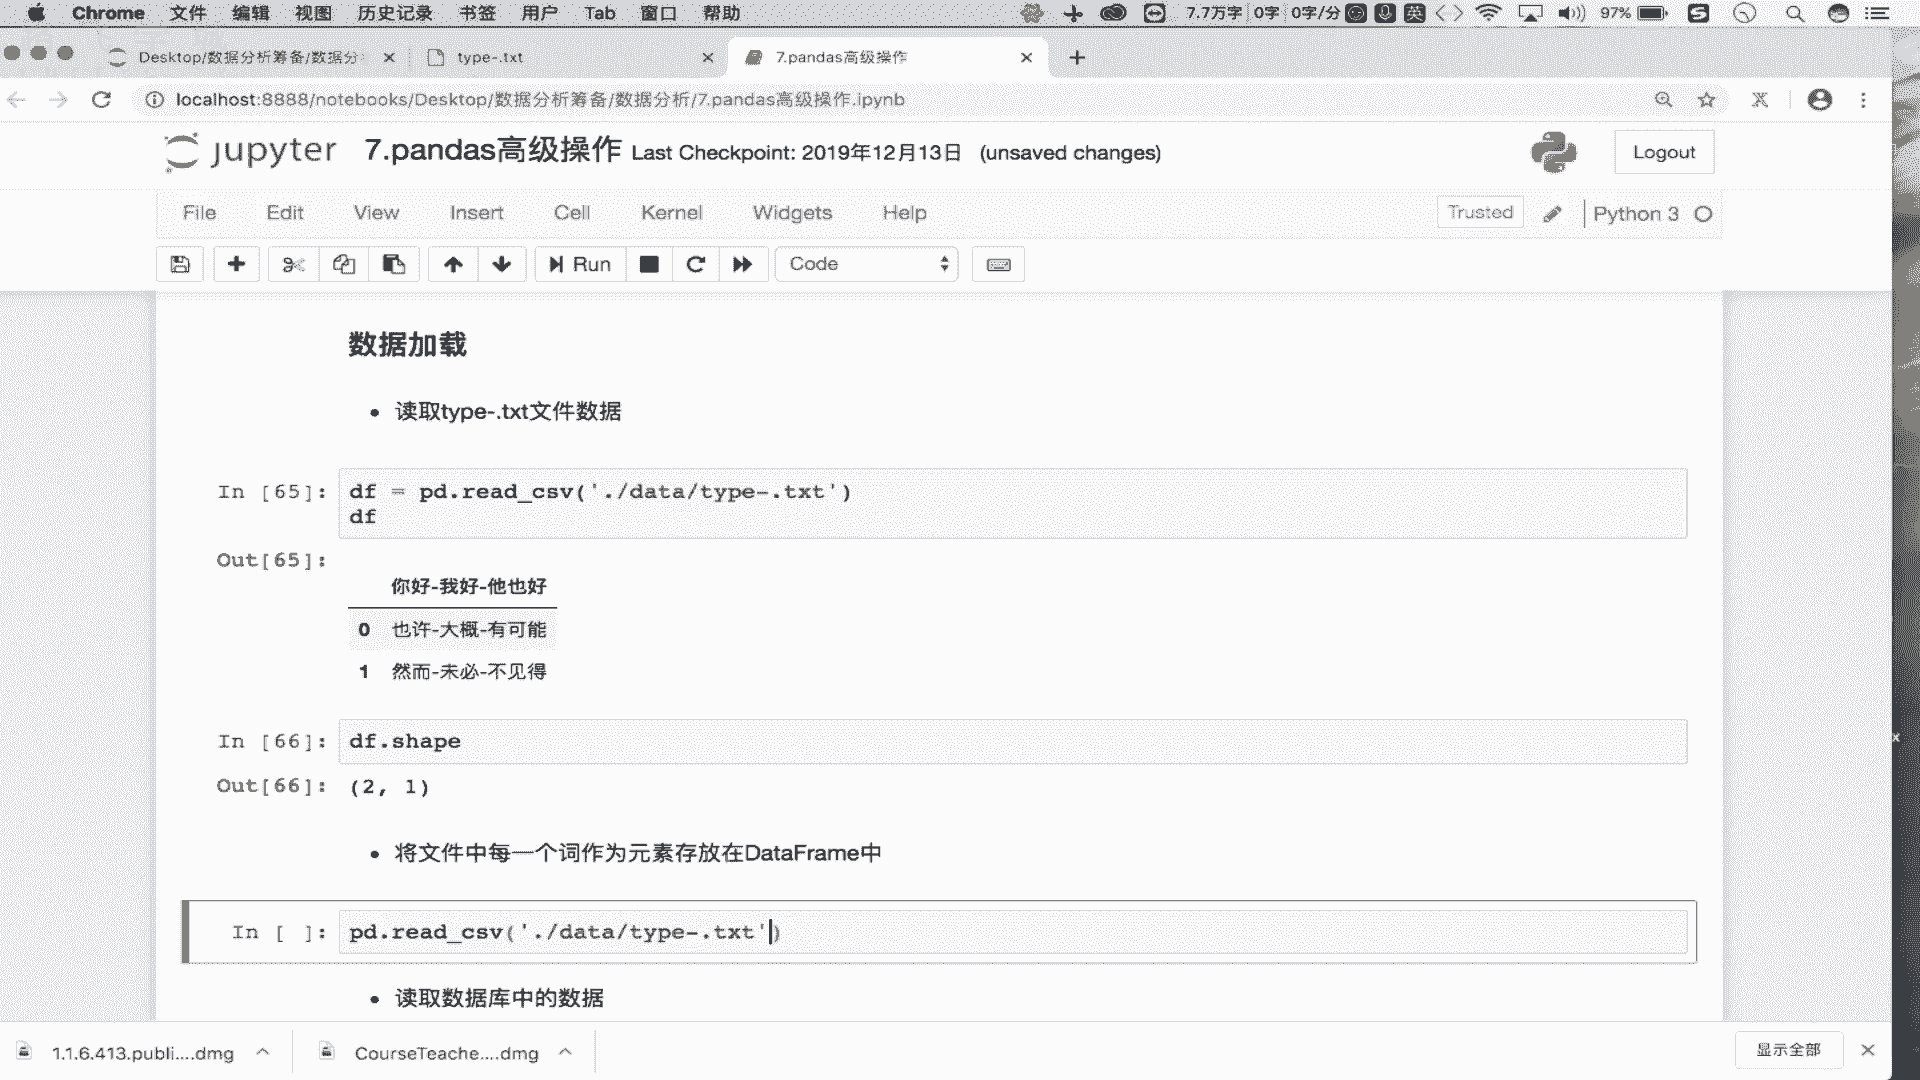 Chrome 文件 编辑 视图 历史记录 书签 用户 Tab 窗口 帮助 7.7万字 0字 0字/分 英 97%
Desktop/数据分析筹备/数据分 type-.txt 7.pandas高级操作
localhost:8888/notebooks/Desktop/数据分析筹备/数据分析/7.pandas高级操作.ipynb
jupyter 7.pandas高级操作 Last Checkpoint: 2019年12月13日 (unsaved changes) Logout
File Edit View Insert Cell Kernel Widgets Help Trusted Python 3
Run Code
数据加载
• 读取type-.txt文件数据
In [65]: df = pd.read_csv('./data/type-.txt')
df
Out[65]:
你好-我好-他也好
0 也许-大概-有可能
1 然而-未必-不见得
In [66]: df.shape
Out[66]: (2, 1)
• 将文件中每一个词作为元素存放在DataFrame中
In [ ]: pd.read_csv('./data/type-.txt')
• 读取数据库中的数据
1.1.6.413.publi....dmg CourseTeache....dmg 显示全部